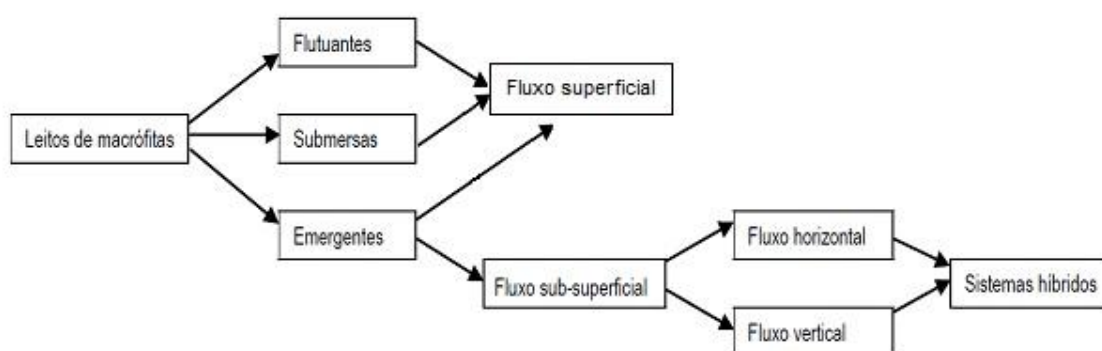 Flutuantes
Fluxo superficial
Leitos de macrófitas
Submersas
Emergentes
Fluxo horizontal
Fluxo sub-superficial
Sistemas híbridos
Fluxo vertical